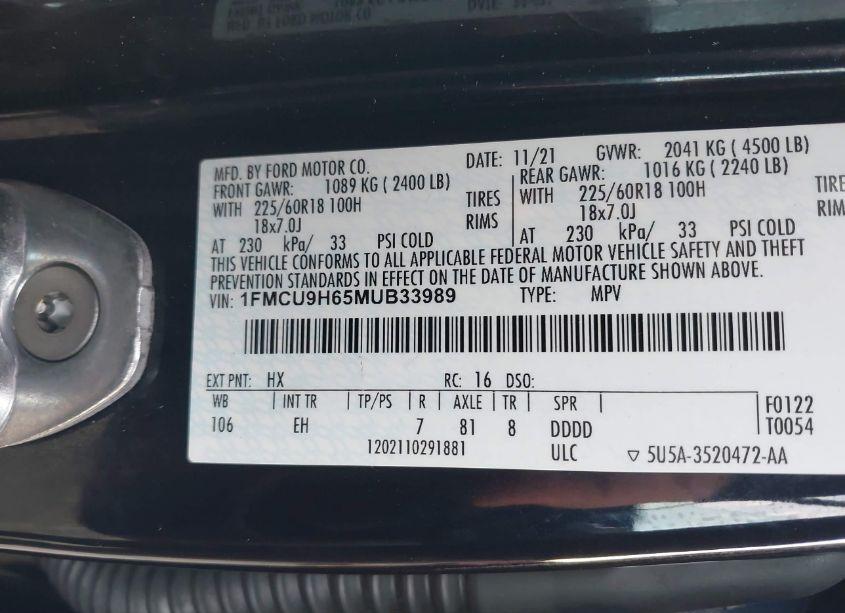 MFD. BY FORD MOTOR CO.
MFD. BY FORD MOTOR CO. DATE: 11/21 GVWR: 2041 KG ( 4500 LB)
FRONT GAWR: 1089 KG ( 2400 LB) REAR GAWR: 1016 KG ( 2240 LB)
WITH 225/60R18 100H TIRES WITH 225/60R18 100H TIRE
18x7.0J RIMS 18x7.0J RIM
AT 230 kPa/ 33 PSI COLD AT 230 kPa/ 33 PSI COLD
THIS VEHICLE CONFORMS TO ALL APPLICABLE FEDERAL MOTOR VEHICLE SAFETY AND THEFT
PREVENTION STANDARDS IN EFFECT ON THE DATE OF MANUFACTURE SHOWN ABOVE.
VIN: 1FMCU9H65MUB33989 TYPE: MPV
EXT PNT: HX RC: 16 DSO:
WB | INT TR | TP/PS | R | AXLE | TR | SPR | F0122
106 EH 7 81 8 DDDD T0054
1202110291881 ULC ▽ 5U5A-3520472-AA